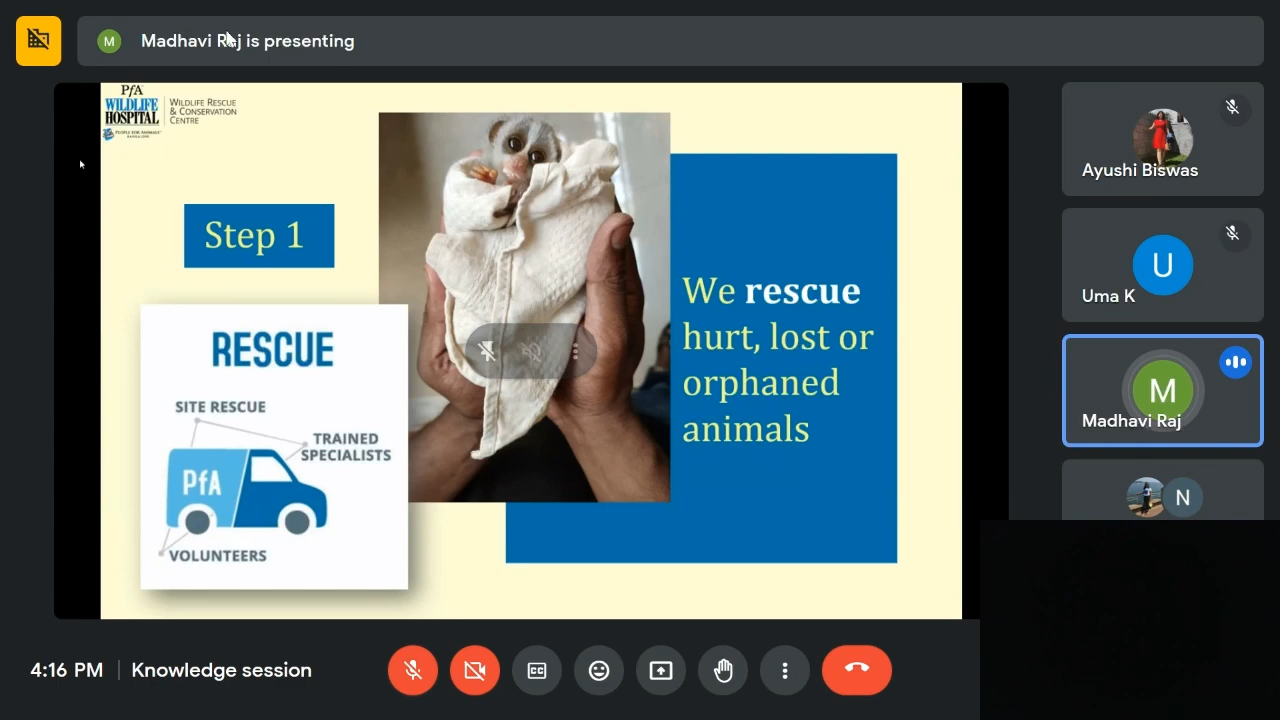 M
Madhavi Raj is presenting
PfA
WILDLIFE
HOSPITAL
WILDLIFE RESCUE
& CONSERVATION
CENTRE
PEOPLE FOR ANIMALS
Step 1
We rescue
hurt, lost or
orphaned
animals
RESCUE
SITE RESCUE
TRAINED
SPECIALISTS
PfA
VOLUNTEERS
Ayushi Biswas
U
Uma K
M
Madhavi Raj
N
4:16 PM | Knowledge session
CC